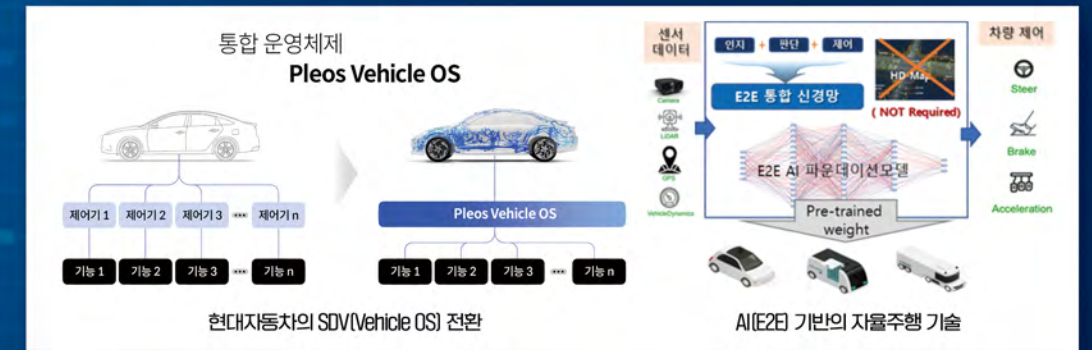 통합 운영체제
Pleos Vehicle OS
제어기 1 제어기 2 제어기 3 ••• 제어기 n
기능 1 기능 2 기능 3 ••• 기능 n
Pleos Vehicle OS
기능 1 기능 2 기능 3 ••• 기능 n
현대자동차의 SDV(Vehicle OS) 전환
센서
데이터
Camera
LiDAR
GPS
VehicleDynamics
인지 + 판단 + 제어
E2E 통합 신경망
HD Map
( NOT Required)
E2E AI 파운데이션모델
Pre-trained
weight
차량 제어
Steer
Brake
Acceleration
AI(E2E) 기반의 자율주행 기술